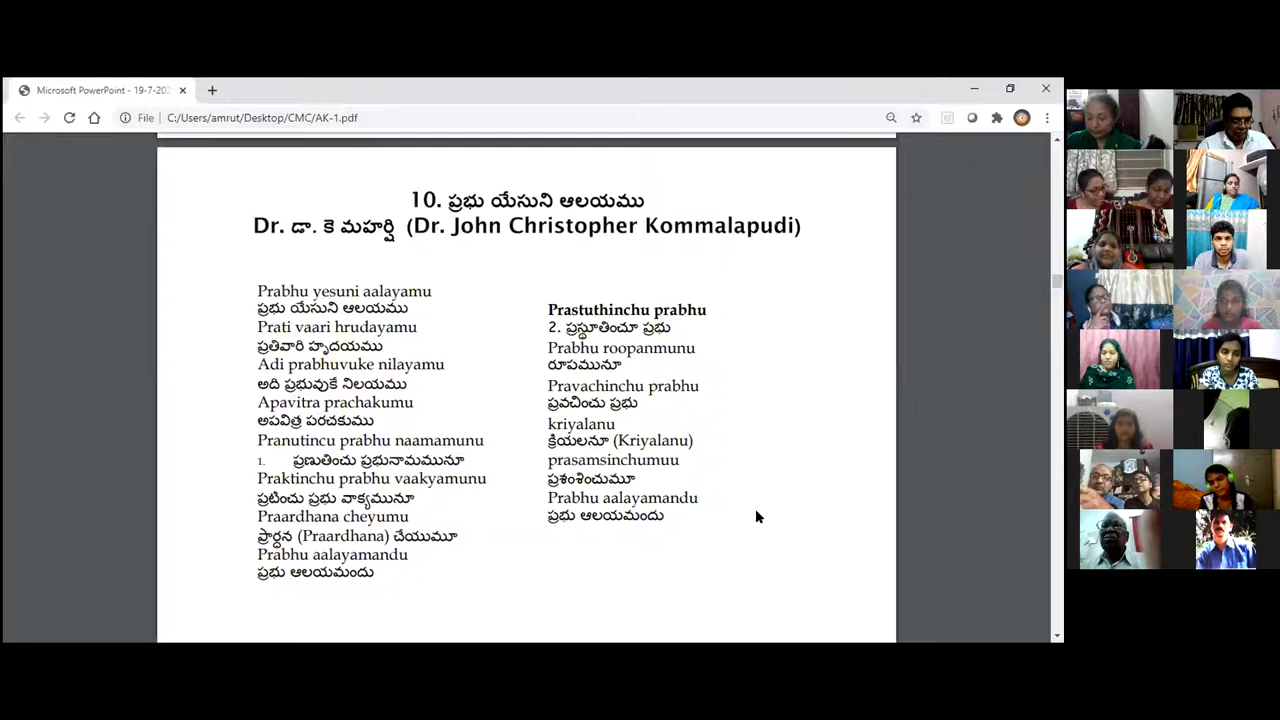 Microsoft PowerPoint - 19-7-202
File C:/Users/amrut/Desktop/CMC/AK-1.pdf
10. ప్రభు యేసుని ఆలయము
Dr. డా. కె మహర్షి (Dr. John Christopher Kommalapudi)
Prabhu yesuni aalayamu
ప్రభు యేసుని ఆలయము
Prati vaari hrudayamu
ప్రతివారి హృదయము
Adi prabhuvuke nilayamu
అది ప్రభువుకే నిలయము
Apavitra prachakumu
అపవిత్ర పరచకుము
Pranutincu prabhu naamamunu
1. ప్రణుతించు ప్రభునామమునూ
Praktinchu prabhu vaakyamunu
ప్రటించు ప్రభు వాక్యమునూ
Praardhana cheyumu
ప్రార్ధన (Praardhana) చేయుమూ
Prabhu aalayamandu
ప్రభు ఆలయమందు
Prastuthinchu prabhu
2. ప్రస్థూతించూ ప్రభు
Prabhu roopanmunu
రూపమునూ
Pravachinchu prabhu
ప్రవచించు ప్రభు
kriyalanu
క్రియలనూ (Kriyalanu)
prasamsinchumuu
ప్రశంశించుమూ
Prabhu aalayamandu
ప్రభు ఆలయమందు